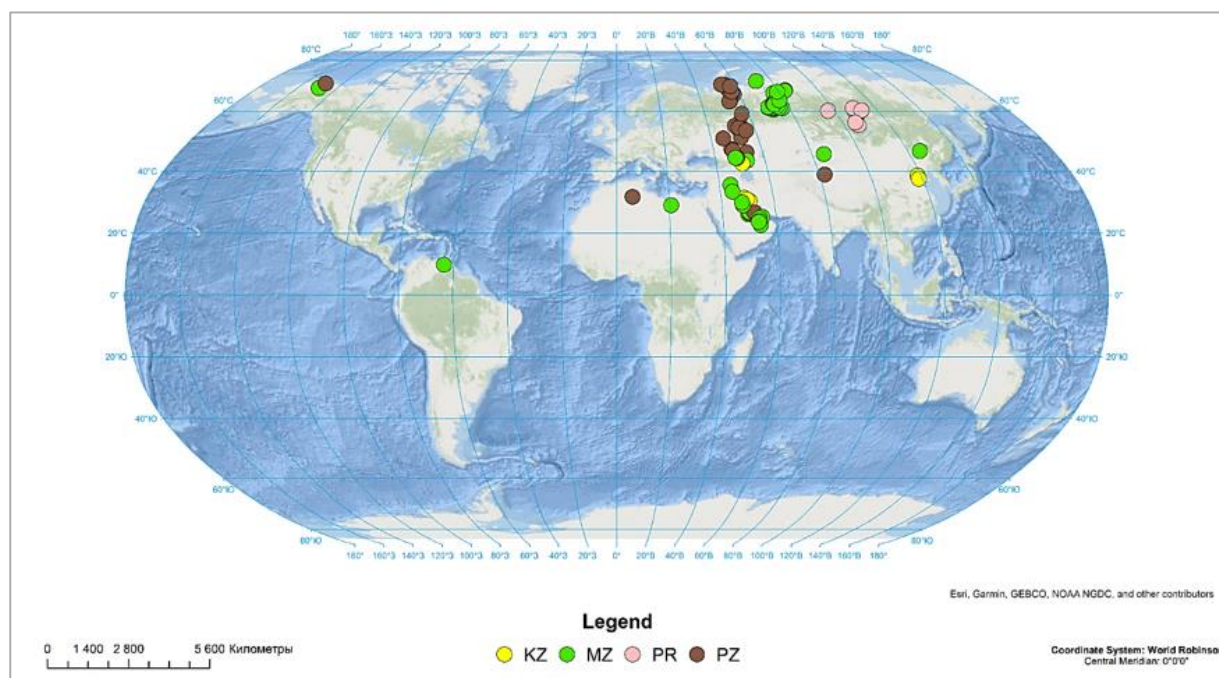 180° 160°З 140°З 120°З 100°З 80°З 60°З 40°З 20°З 0° 20°В 40°В 60°В 80°В 100°В 120°В 140°В 160°В 180°
80°С 80°С
60°С 60°С
40°С 40°С
20°С 20°С
0° 0°
20°Ю 20°Ю
40°Ю 40°Ю
60°Ю 60°Ю
80°Ю 80°Ю
180° 160°З 140°З 120°З 100°З 80°З 60°З 40°З 20°З 0° 20°В 40°В 60°В 80°В 100°В 120°В 140°В 160°В 180°
Esri, Garmin, GEBCO, NOAA NGDC, and other contributors
Legend
0 1 400 2 800 5 600 Километры
KZ MZ PR PZ
Coordinate System: World Robinson
Central Meridian: 0°0'0"